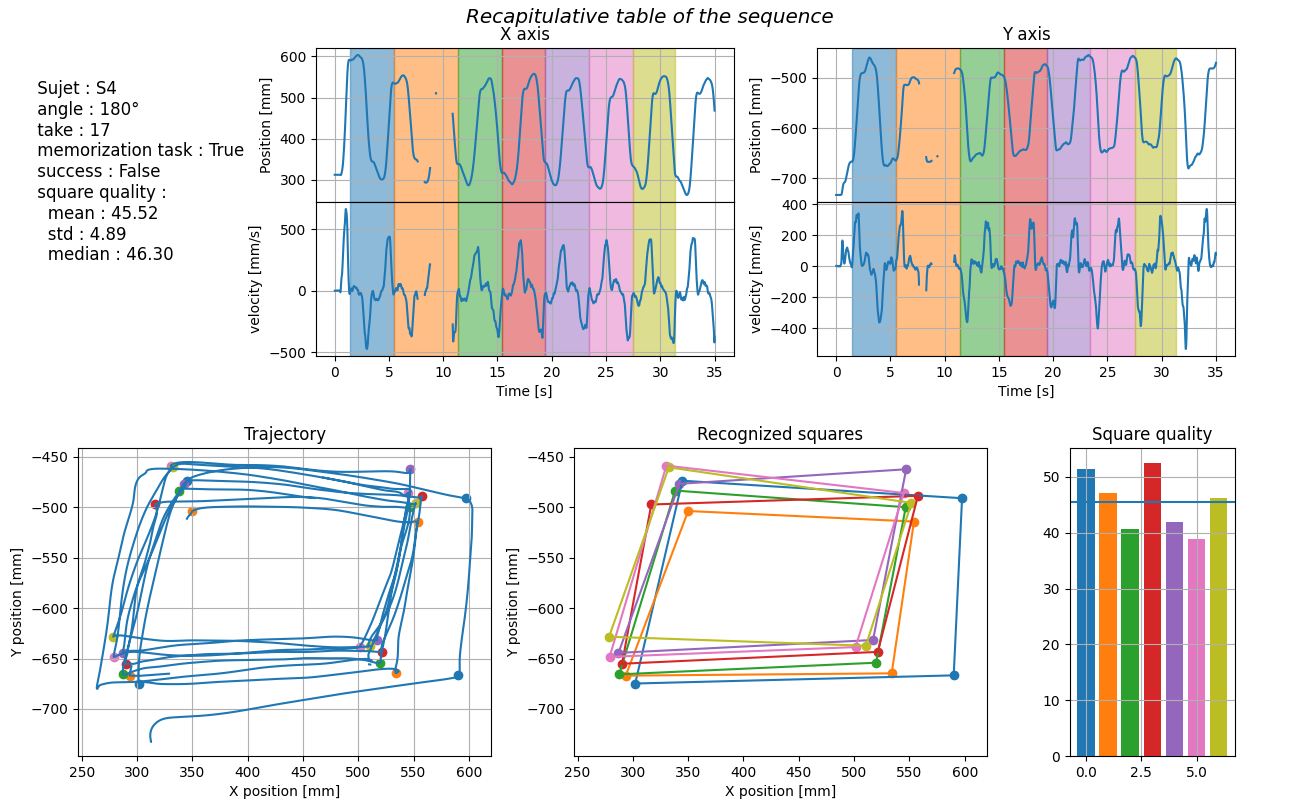 Recapitulative table of the sequence
Sujet : S4
angle : 180°
take : 17
memorization task : True
success : False
square quality :
mean : 45.52
std : 4.89
median : 46.30
X axis
Position [mm]
600
500
400
300
velocity [mm/s]
500
0
−500
0 5 10 15 20 25 30 35
Time [s]
Y axis
Position [mm]
−500
−600
−700
velocity [mm/s]
400
200
0
−200
−400
0 5 10 15 20 25 30 35
Time [s]
Trajectory
Y position [mm]
−450
−500
−550
−600
−650
−700
250 300 350 400 450 500 550 600
X position [mm]
Recognized squares
Y position [mm]
−450
−500
−550
−600
−650
−700
250 300 350 400 450 500 550 600
X position [mm]
Square quality
50
40
30
20
10
0
0.0 2.5 5.0